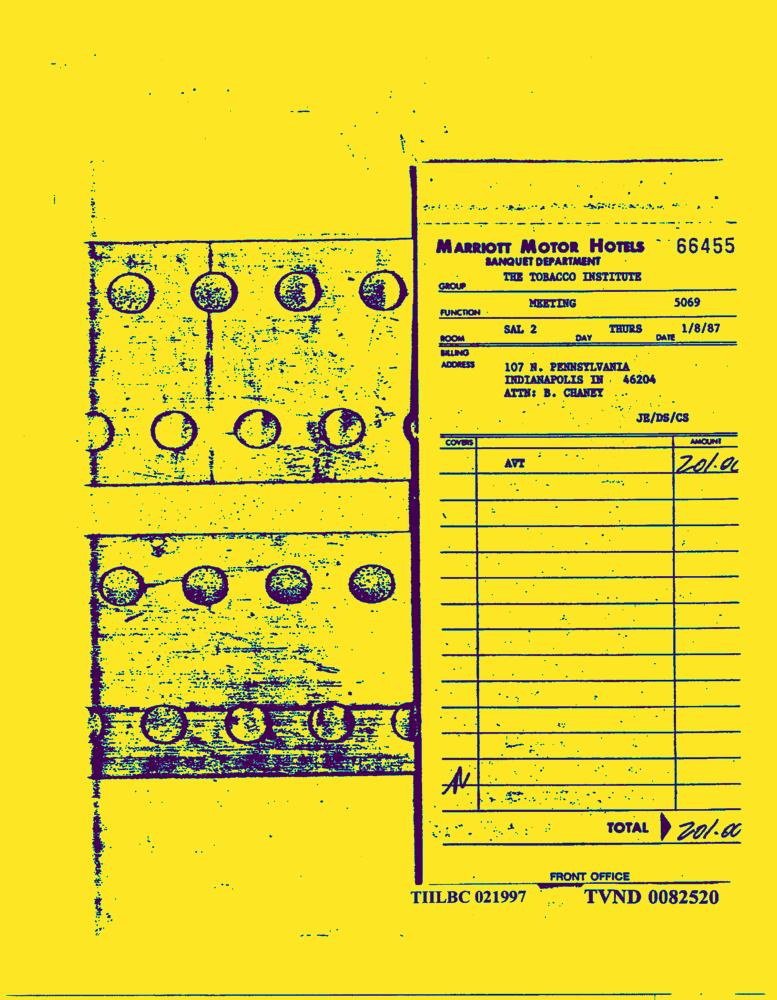 MARRIOTT MOTOR HOTELS 66455
BANQUET DEPARTMENT
THE TOBACCO INSTITUTE
GROUP
MEETING 5069
FUNCTION
SAL 2 THURS 1/8/87
ROOM DAY DATE
BILLING
ADDRESS 107 N. PENNSYLVANIA
INDIANAPOLIS IN 46204
ATTN: B. CHANEY
JE/DS/CS
COVERS AMOUNT
AVT 201.00
TOTAL 201.00
FRONT OFFICE
TIILBC 021997 TVND 0082520